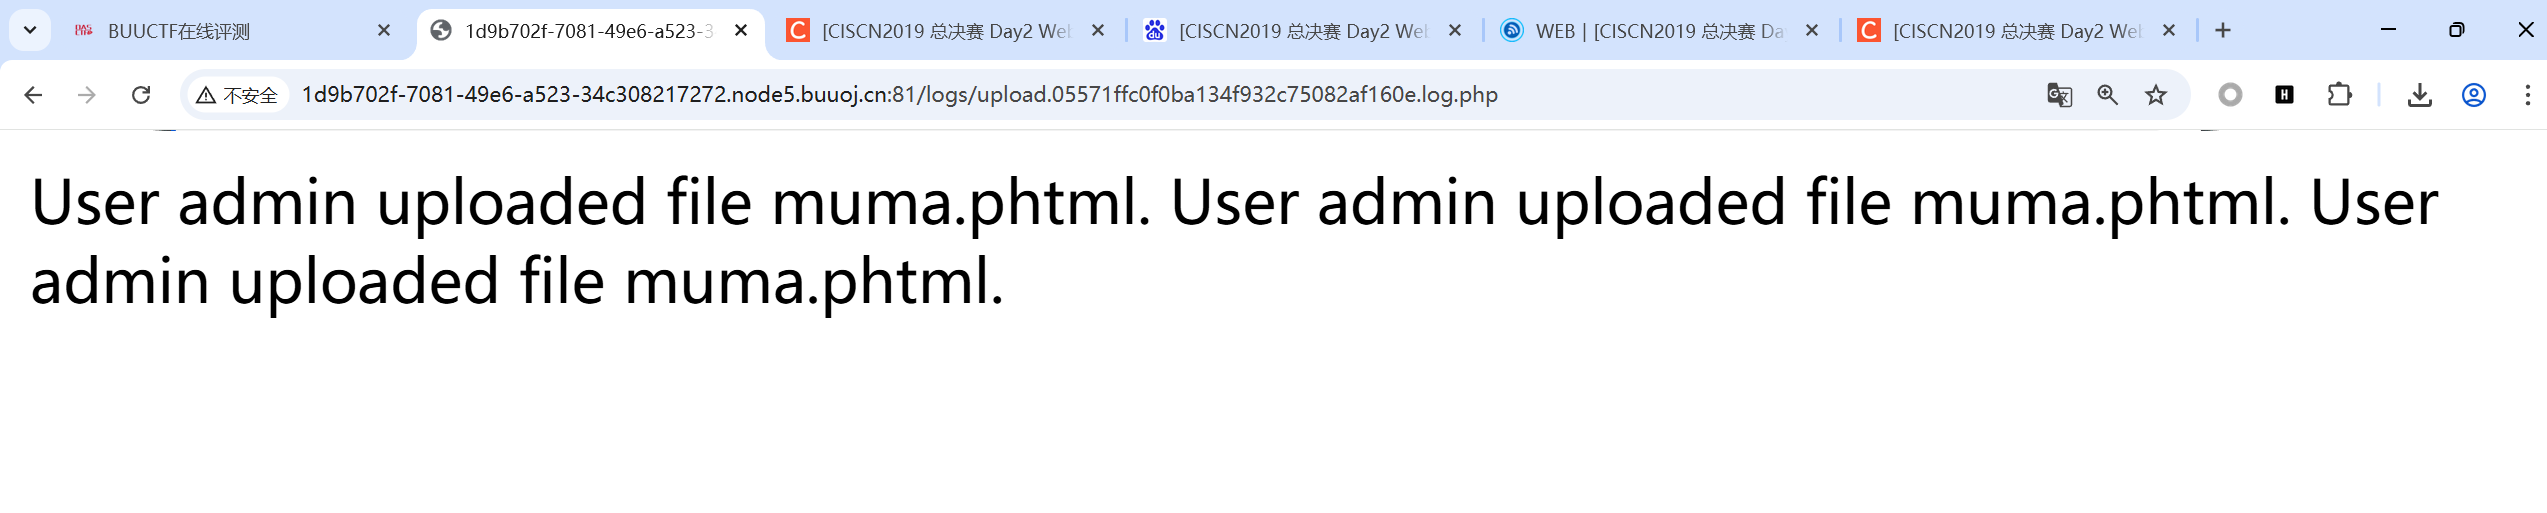 BUUCTF在线评测
1d9b702f-7081-49e6-a523-3
[CISCN2019 总决赛 Day2 Wel
[CISCN2019 总决赛 Day2 Wel
WEB | [CISCN2019 总决赛 Da
[CISCN2019 总决赛 Day2 Wel
不安全
1d9b702f-7081-49e6-a523-34c308217272.node5.buuoj.cn:81/logs/upload.05571ffc0f0ba134f932c75082af160e.log.php
User admin uploaded file muma.phtml. User admin uploaded file muma.phtml. User
admin uploaded file muma.phtml.